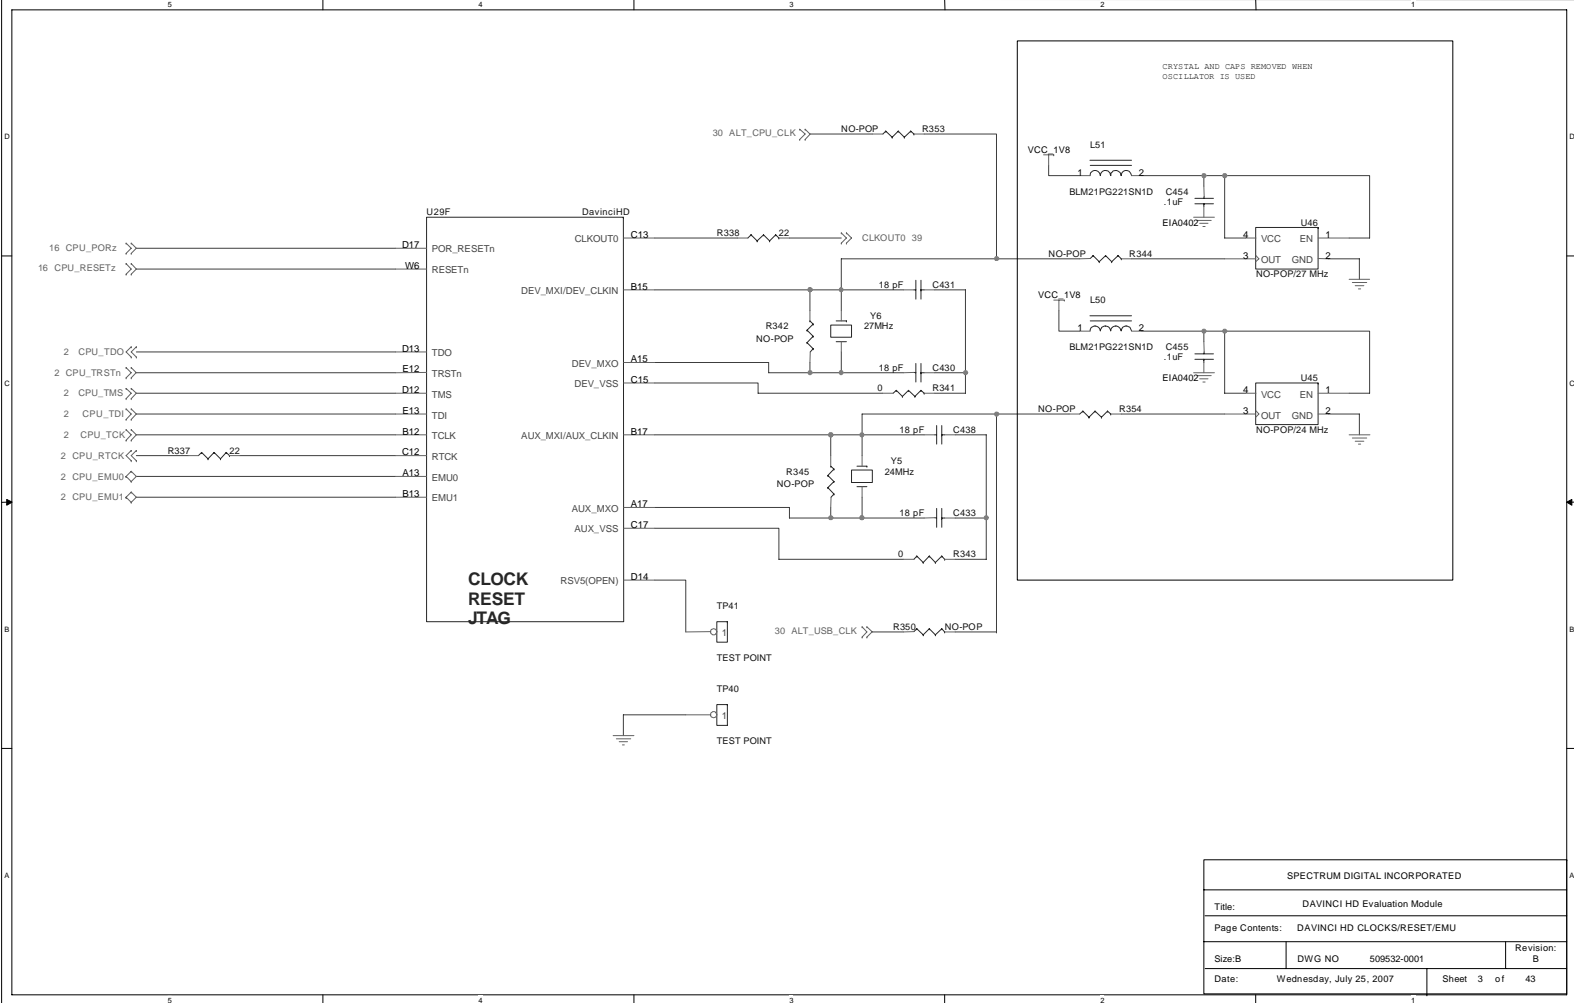 5 4 3 2 1
CRYSTAL AND CAPS REMOVED WHEN
OSCILLATOR IS USED
D D
30 ALT_CPU_CLK NO-POP R353
VCC_1V8 L51
1 2
BLM21PG221SN1D C454
.1uF
EIA0402
U46
4 VCC EN 1
3 OUT GND 2
NO-POP/27 MHz
NO-POP R344
U29F DavinciHD
16 CPU_PORz D17 POR_RESETn
16 CPU_RESETz W6 RESETn
CLKOUT0 C13 R338 22 CLKOUT0 39
DEV_MXI/DEV_CLKIN B15 18 pF C431
R342
NO-POP
Y6
27MHz
DEV_MXO A15 18 pF C430
DEV_VSS C15 0 R341
VCC_1V8 L50
1 2
BLM21PG221SN1D C455
.1uF
EIA0402
U45
4 VCC EN 1
3 OUT GND 2
NO-POP/24 MHz
NO-POP R354
C C
2 CPU_TDO D13 TDO
2 CPU_TRSTn E12 TRSTn
2 CPU_TMS D12 TMS
2 CPU_TDI E13 TDI
2 CPU_TCK B12 TCLK
2 CPU_RTCK R337 22 C12 RTCK
2 CPU_EMU0 A13 EMU0
2 CPU_EMU1 B13 EMU1
AUX_MXI/AUX_CLKIN B17 18 pF C438
R345
NO-POP
Y5
24MHz
AUX_MXO A17 18 pF C433
AUX_VSS C17 0 R343
CLOCK
RESET
JTAG
RSV5(OPEN) D14
TP41
1
TEST POINT
30 ALT_USB_CLK R350 NO-POP
B B
TP40
1
TEST POINT
A A
SPECTRUM DIGITAL INCORPORATED
Title: DAVINCI HD Evaluation Module
Page Contents: DAVINCI HD CLOCKS/RESET/EMU
Size:B DWG NO 509532-0001 Revision:
B
Date: Wednesday, July 25, 2007 Sheet 3 of 43
5 4 3 2 1